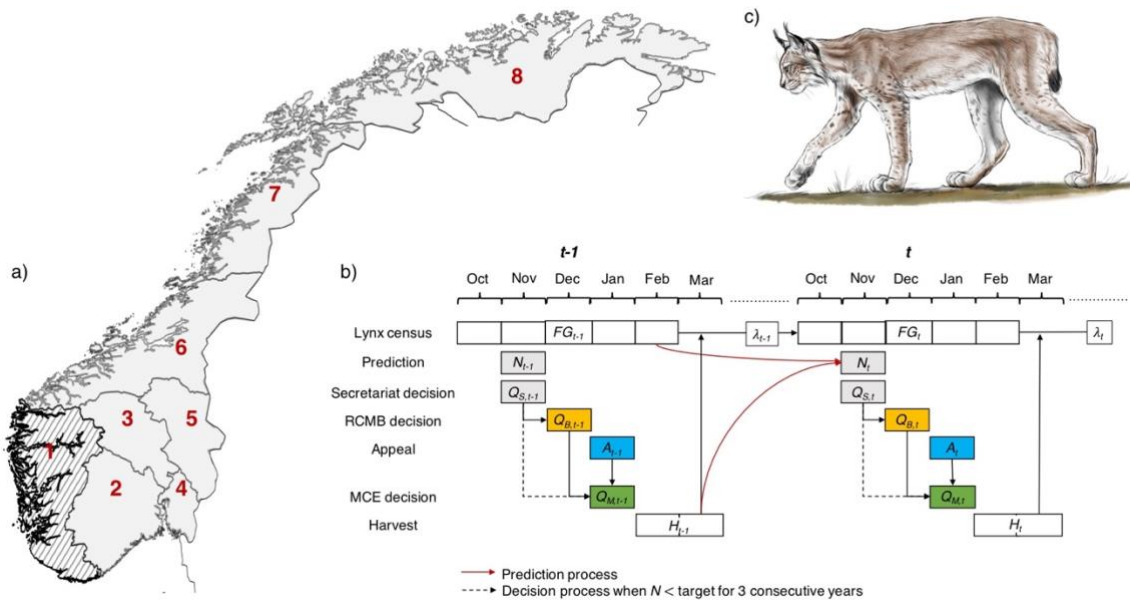 a)
1
2
3
4
5
6
7
8
c)
b)
t-1 t
Oct Nov Dec Jan Feb Mar Oct Nov Dec Jan Feb Mar
Lynx census FGt-1 λt-1 FGt λt
Prediction Nt-1 Nt
Secretariat decision QS,t-1 QS,t
RCMB decision QB,t-1 QB,t
Appeal At-1 At
MCE decision QM,t-1 QM,t
Harvest Ht-1 Ht
Prediction process
Decision process when N < target for 3 consecutive years